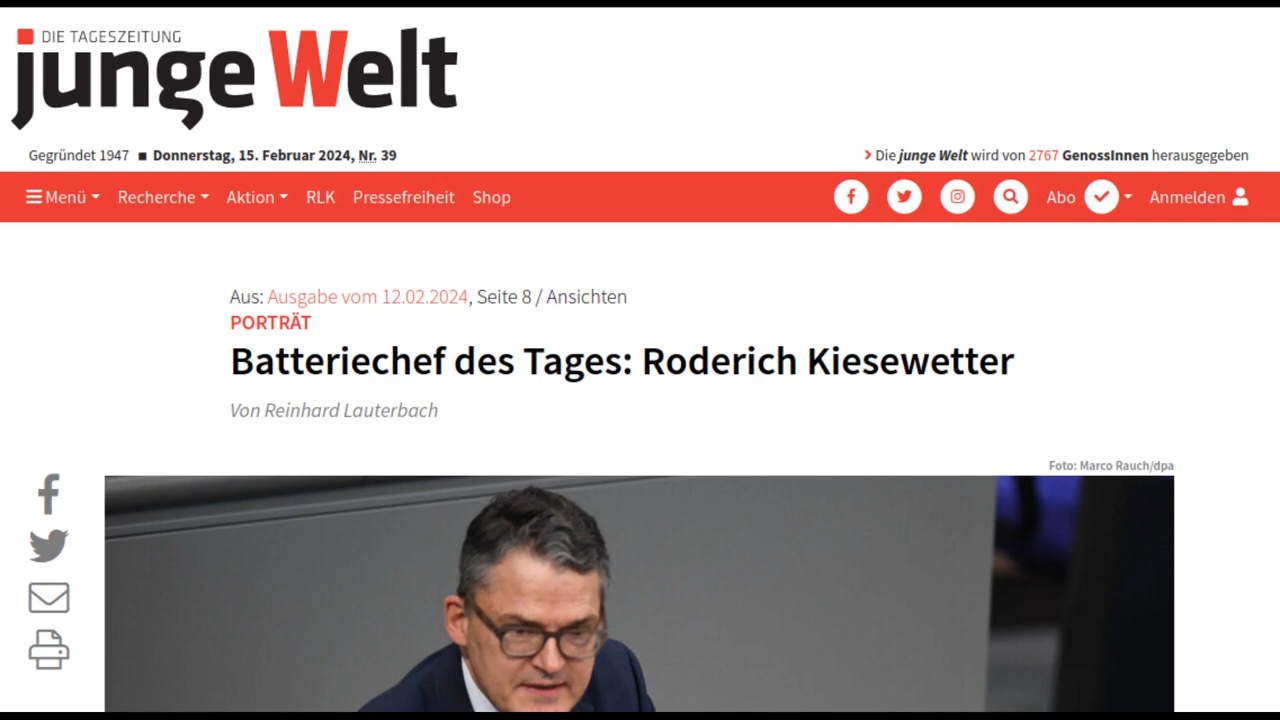 DIE TAGESZEITUNG
junge Welt
Gegründet 1947 ■ Donnerstag, 15. Februar 2024, Nr. 39
Die junge Welt wird von 2767 GenossInnen herausgegeben
Menü Recherche Aktion RLK Pressefreiheit Shop
Abo Anmelden
Aus: Ausgabe vom 12.02.2024, Seite 8 / Ansichten
PORTRÄT
Batteriechef des Tages: Roderich Kiesewetter
Von Reinhard Lauterbach
Foto: Marco Rauch/dpa